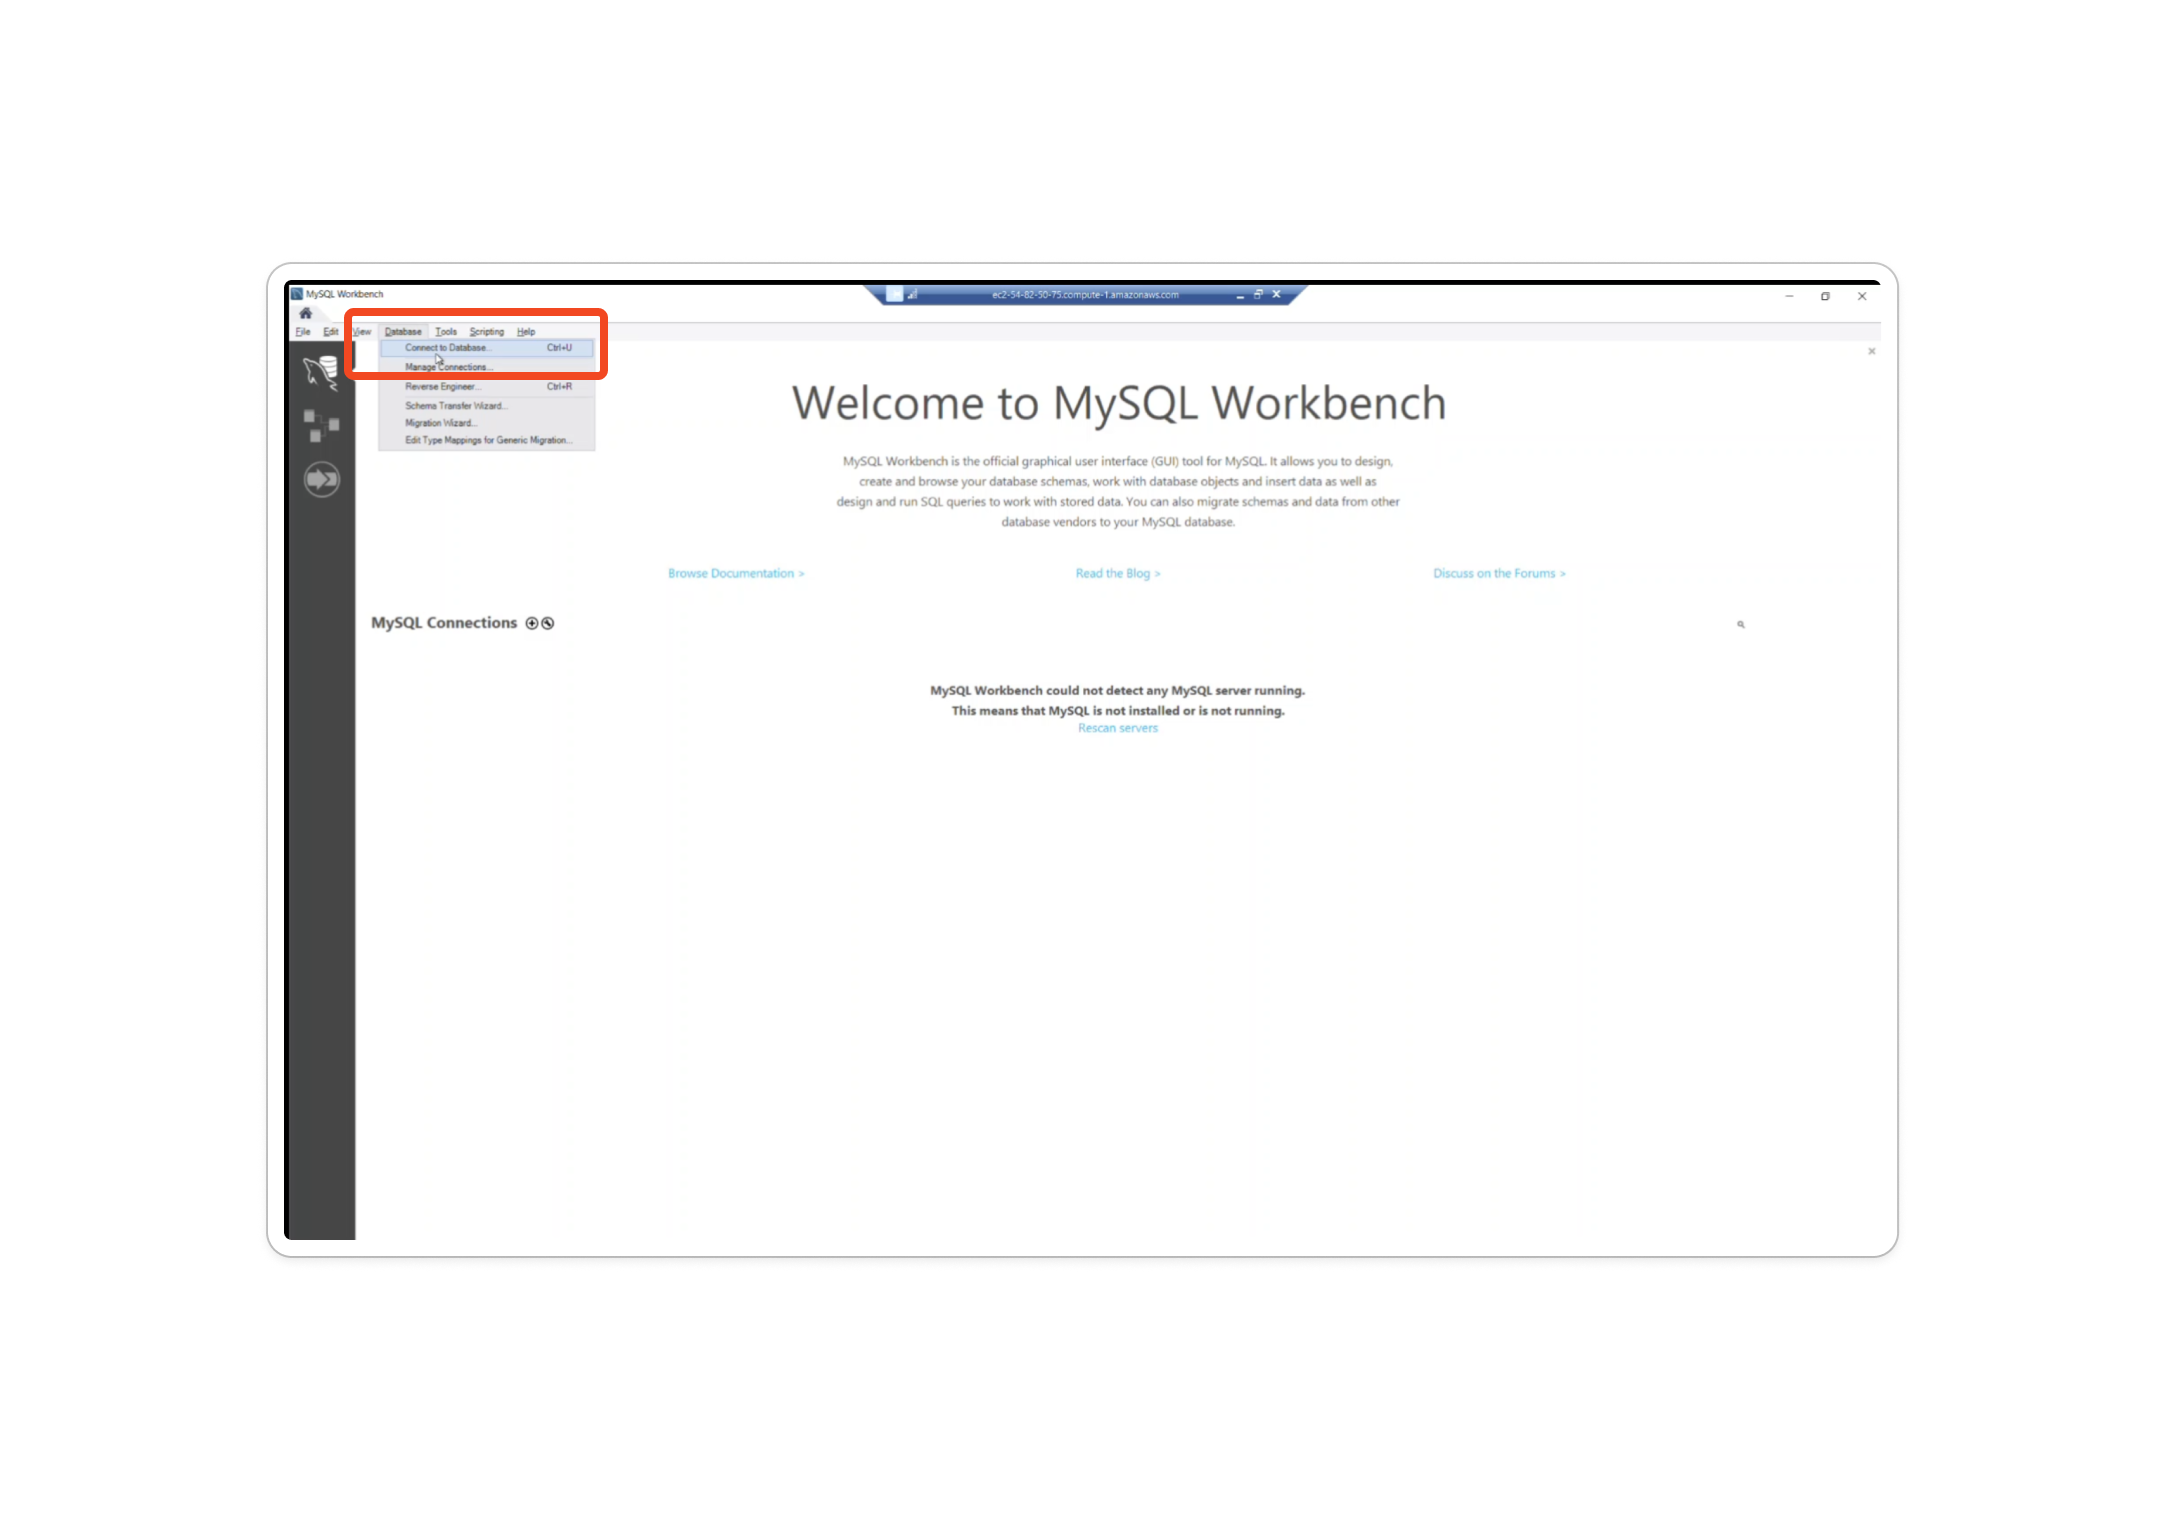 MySQL Workbench
ec2-54-82-50-75.compute-1.amazonaws.com
File Edit View Database Tools Scripting Help
Connect to Database... Ctrl+U
Manage Connections...
Reverse Engineer... Ctrl+R
Schema Transfer Wizard...
Migration Wizard...
Edit Type Mappings for Generic Migration...
Welcome to MySQL Workbench
MySQL Workbench is the official graphical user interface (GUI) tool for MySQL. It allows you to design,
create and browse your database schemas, work with database objects and insert data as well as
design and run SQL queries to work with stored data. You can also migrate schemas and data from other
database vendors to your MySQL database.
Browse Documentation > Read the Blog > Discuss on the Forums >
MySQL Connections
MySQL Workbench could not detect any MySQL server running.
This means that MySQL is not installed or is not running.
Rescan servers